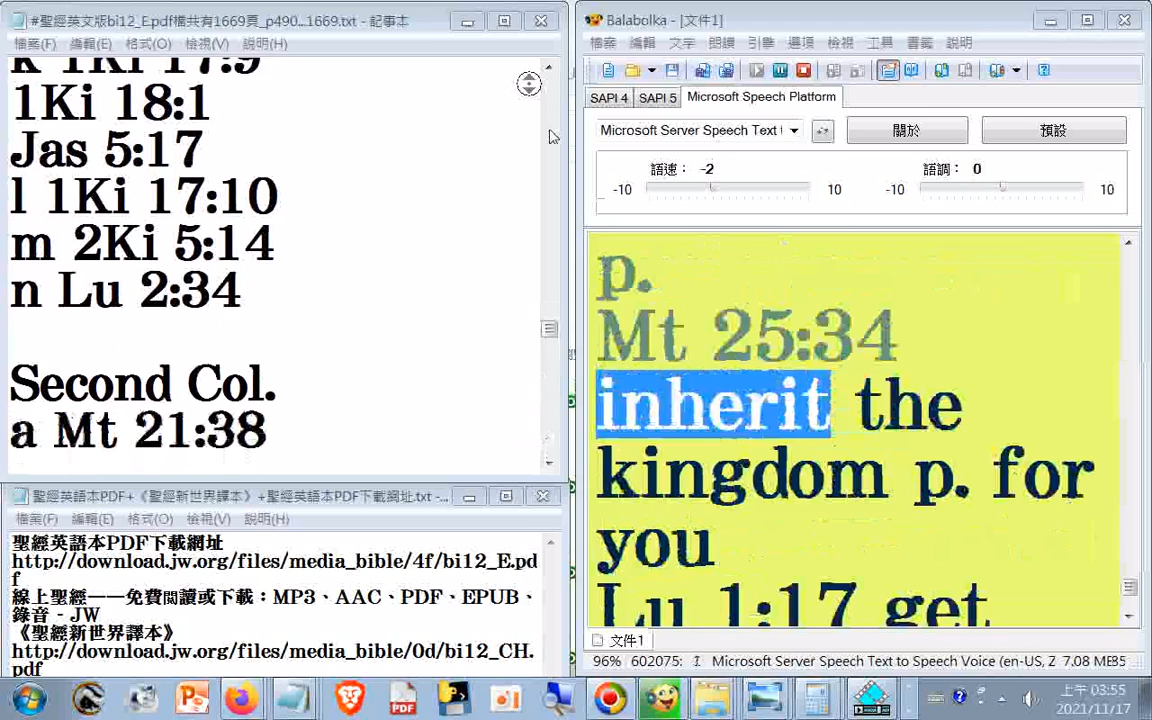 #聖經英文版bi12_E.pdf檔共有1669頁_p490...1669.txt - 記事本
檔案(F) 編輯(E) 格式(O) 檢視(V) 說明(H)
k 1Ki 17:9
1Ki 18:1
Jas 5:17
l 1Ki 17:10
m 2Ki 5:14
n Lu 2:34
Second Col.
a Mt 21:38
聖經英語本PDF+《聖經新世界譯本》+聖經英語本PDF下載網址.txt - ...
檔案(F) 編輯(E) 格式(O) 檢視(V) 說明(H)
聖經英語本PDF下載網址
http://download.jw.org/files/media_bible/4f/bi12_E.pd
f
線上聖經——免費閱讀或下載：MP3、AAC、PDF、EPUB、
錄音 - JW
《聖經新世界譯本》
http://download.jw.org/files/media_bible/0d/bi12_CH.
pdf
Balabolka - [文件1]
檔案 編輯 文字 朗讀 引擎 選項 檢視 工具 書籤 說明
SAPI 4 SAPI 5 Microsoft Speech Platform
Microsoft Server Speech Text 關於 預設
語速： -2 語調： 0
-10 10 -10 10
p.
Mt 25:34
inherit the
kingdom p. for
you
Lu 1:17 get
文件1
96% 602075: Microsoft Server Speech Text to Speech Voice (en-US, Z 7.08 MB
上午 03:55
2021/11/17